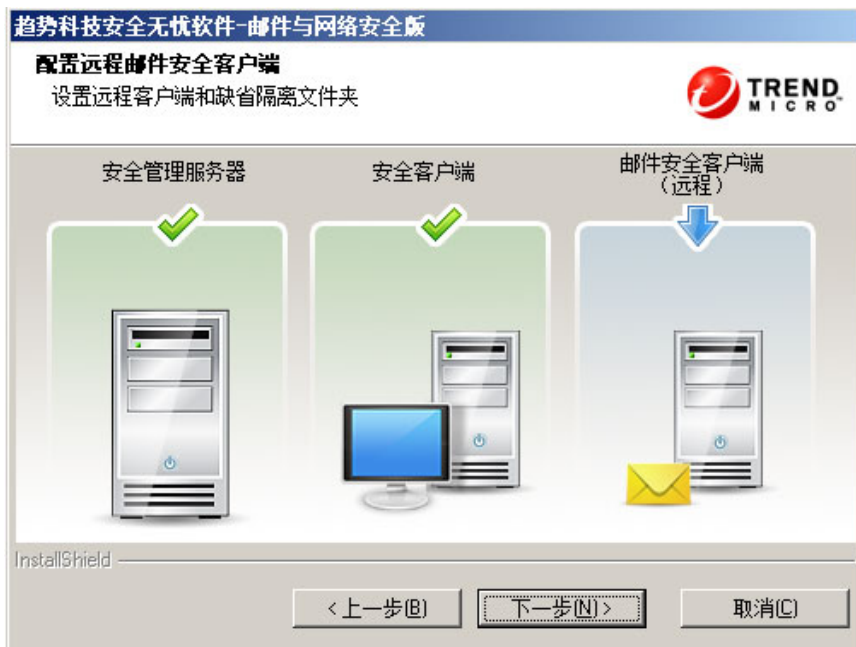 趋势科技安全无忧软件-邮件与网络安全版
配置远程邮件安全客户端
设置远程客户端和缺省隔离文件夹
TREND
MICRO
安全管理服务器
安全客户端
邮件安全客户端
（远程）
InstallShield
<上一步(B)
下一步(N)>
取消(C)